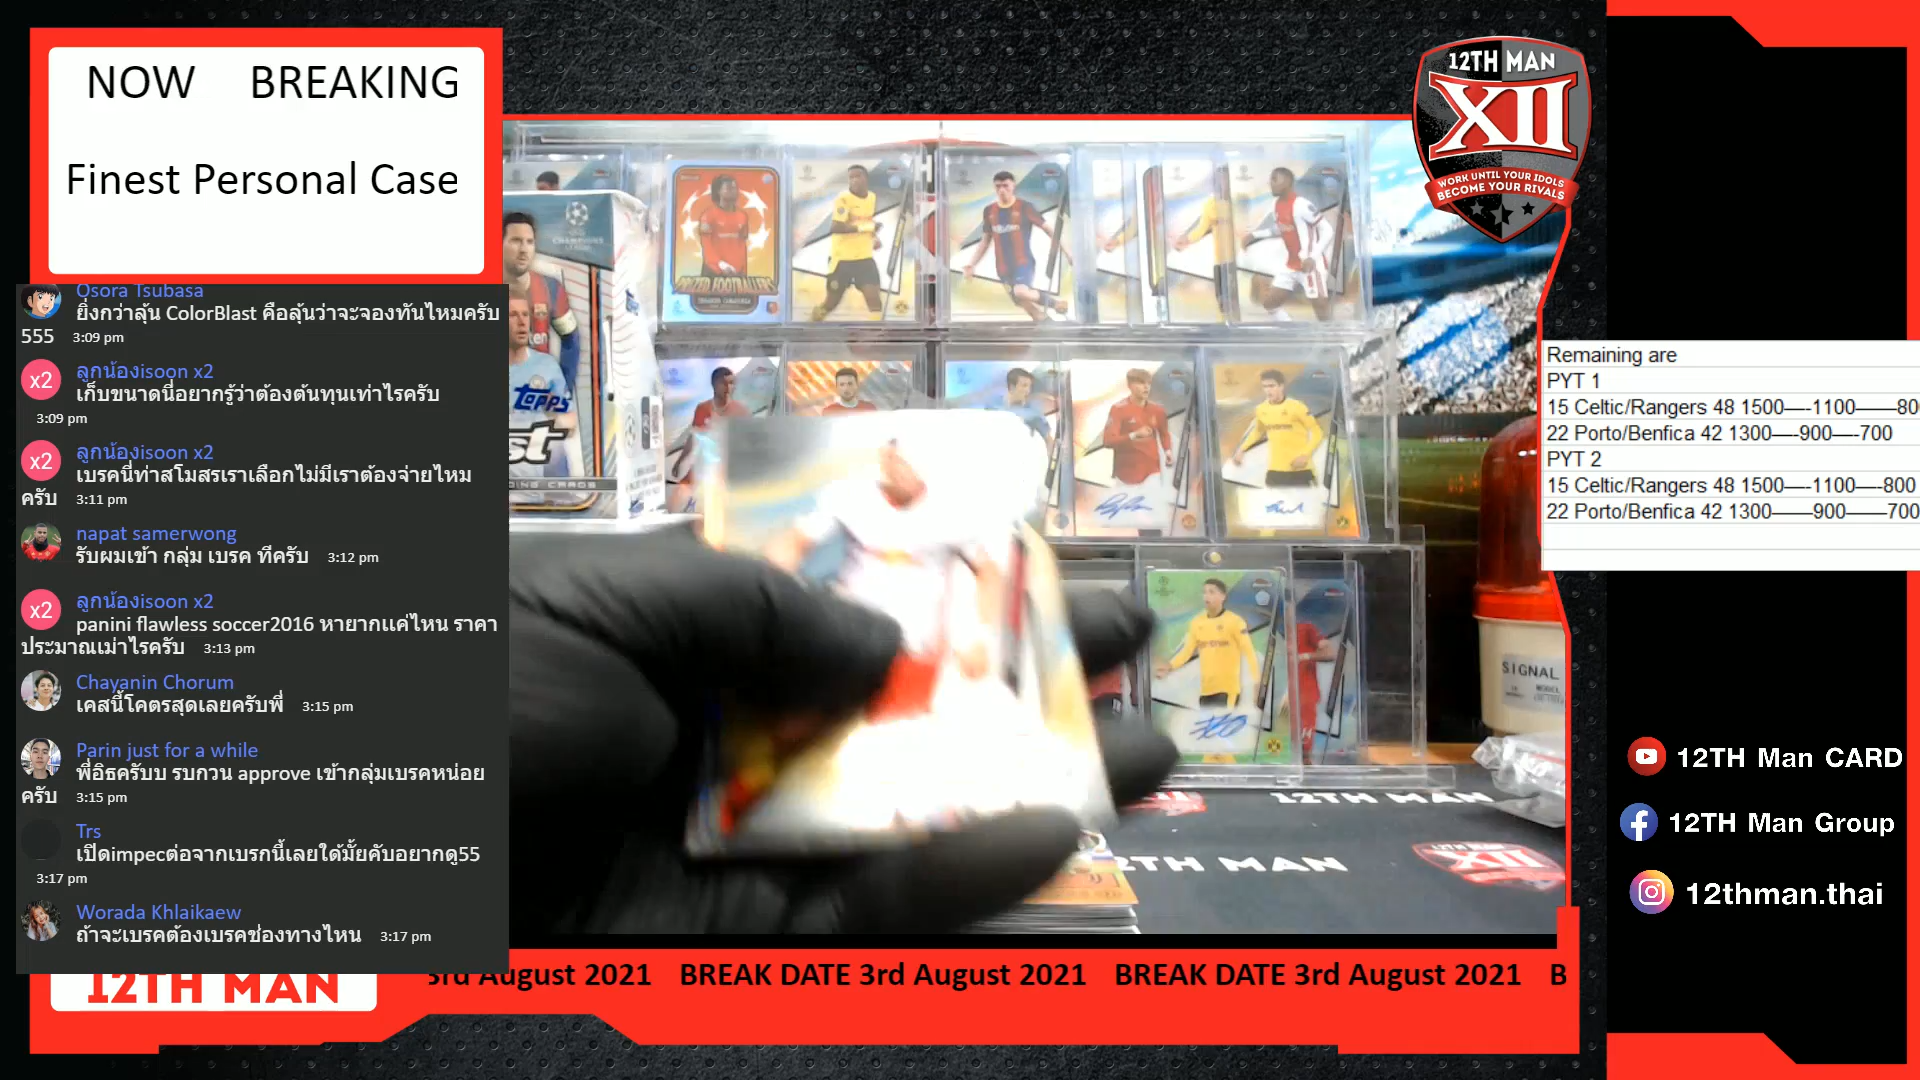 NOW BREAKING
Finest Personal Case
Osora Tsubasa
ยิ่งกว่าลุ้น ColorBlast คือลุ้นว่าจะจองทันไหมครับ
555 3:09 pm
x2
ลูกน้องisoon x2
เก็บขนาดนี้อยากรู้ว่าต้องต้นทุนเท่าไรครับ
3:09 pm
x2
ลูกน้องisoon x2
เบรคนี่ท่าสโมสรเราเลือกไม่มีเราต้องจ่ายไหม
ครับ 3:11 pm
napat samerwong
รับผมเข้า กลุ่ม เบรค ทีครับ 3:12 pm
x2
ลูกน้องisoon x2
panini flawless soccer2016 หายากแค่ไหน ราคา
ประมาณเม่าไรครับ 3:13 pm
Chayanin Chorum
เคสนี้โคตรสุดเลยครับพี่ 3:15 pm
Parin just for a while
พี่อิธครับบ รบกวน approve เข้ากลุ่มเบรคหน่อย
ครับ 3:15 pm
Trs
เปิดimpecต่อจากเบรกนี้เลยใด้มั้ยคับอยากดู55
3:17 pm
Worada Khlaikaew
ถ้าจะเบรคต้องเบรคช่องทางไหน 3:17 pm
12TH MAN
3rd August 2021 BREAK DATE 3rd August 2021 BREAK DATE 3rd August 2021 B
12TH MAN
XII
WORK UNTIL YOUR IDOLS
BECOME YOUR RIVALS
Remaining are
PYT 1
15 Celtic/Rangers 48 1500—-1100——80
22 Porto/Benfica 42 1300—-900—-700
PYT 2
15 Celtic/Rangers 48 1500—-1100—-800
22 Porto/Benfica 42 1300——900——700
12TH Man CARD
12TH Man Group
12thman.thai
SIGNAL
topps
12TH MAN
12TH MAN
XII